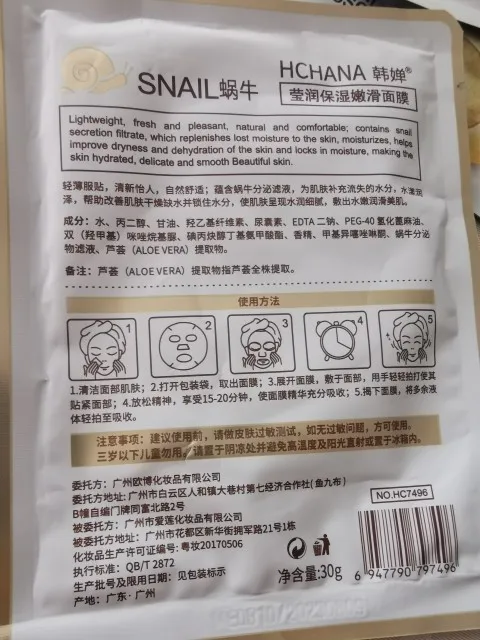 SNAIL蜗牛
HCHANA 韩婵®
莹润保湿嫩滑面膜
Lightweight, fresh and pleasant, natural and comfortable; contains snail
secretion filtrate, which replenishes lost moisture to the skin, moisturizes, helps
improve dryness and dehydration of the skin and locks in moisture, making the
skin hydrated, delicate and smooth Beautiful skin.
轻薄服贴，清新怡人，自然舒适；蕴含蜗牛分泌滤液，为肌肤补充流失的水分，水漾润
泽，帮助改善肌肤干燥缺水并锁住水分，使肌肤呈现水润细腻，敷出水嫩润滑美肌。
成分：水、丙二醇、甘油、羟乙基纤维素、尿囊素、EDTA 二钠、PEG-40 氢化蓖麻油、
双（羟甲基）咪唑烷基脲、碘丙炔醇丁基氨甲酸酯、香精、甲基异噻唑啉酮、蜗牛分泌
物滤液、芦荟（ALOE VERA）提取物。
备注：芦荟（ALOE VERA）提取物指芦荟全株提取。
使用方法
1 2 3 4 5
1.清洁面部肌肤；2.打开包装袋，取出面膜；3.展开面膜，敷于面部，用手轻轻拍打使其
贴紧面部；4.放松精神，享受15-20分钟，使面膜精华充分吸收；5.揭下面膜，将多余液
体轻拍至吸收。
注意事项：建议使用前，请做皮肤过敏测试，如无过敏问题，方可使用。
三岁以下儿童勿用。请置于阴凉处并避免高温度及阳光直射或置于冰箱内。
委托方：广州欧博化妆品有限公司
委托方地址：广州市白云区人和镇大巷村第七经济合作社（鱼九布）
B幢自编门牌同富北路2号
被委托方：广州市爱莲化妆品有限公司
被委托方地址：广州市花都区新华街拥军路21号1栋
化妆品生产许可证编号：粤妆20170506
执行标准：QB/T 2872
生产批号及限用日期：见包装标示
产地：广东·广州
净含量:30g
NO.HC7496
6 947790 797496